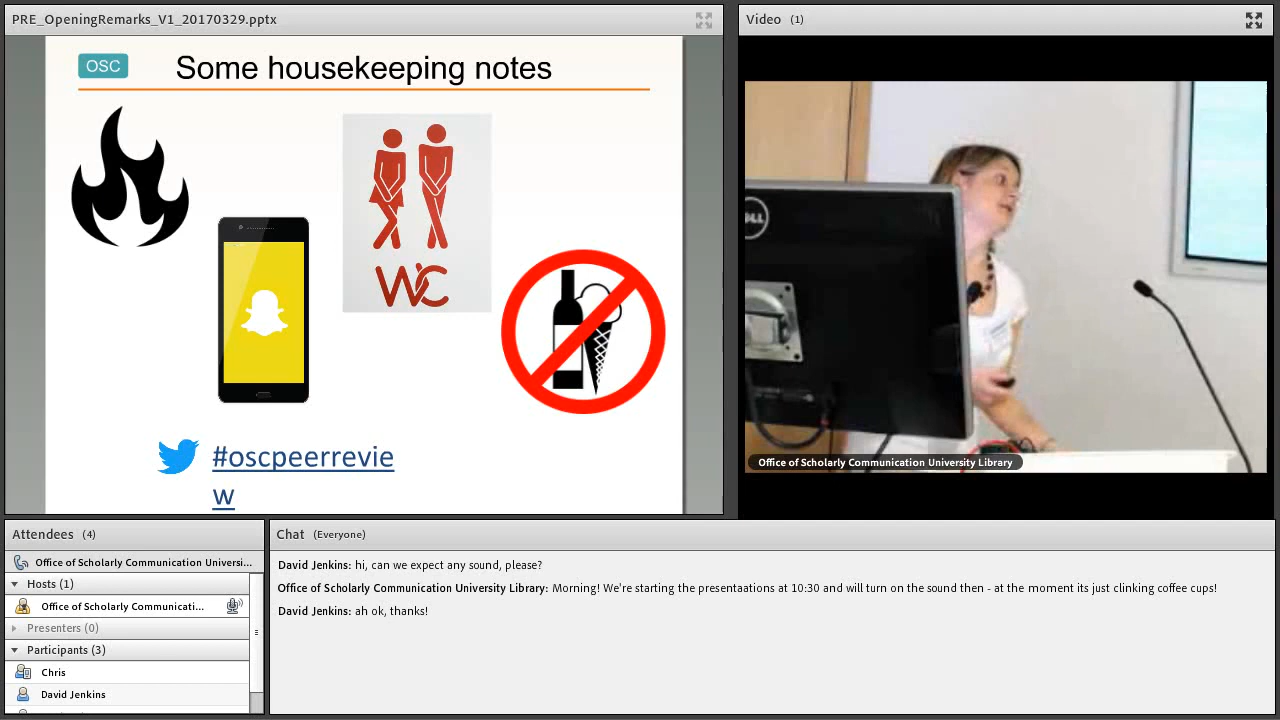 PRE_OpeningRemarks_V1_20170329.pptx
OSC
Some housekeeping notes
WC
#oscpeerrevie
w
Video (1)
DELL
Office of Scholarly Communication University Library
Attendees (4)
Office of Scholarly Communication Universi...
Hosts (1)
Office of Scholarly Communicati...
Presenters (0)
Participants (3)
Chris
David Jenkins
Chat (Everyone)
David Jenkins: hi, can we expect any sound, please?
Office of Scholarly Communication University Library: Morning! We're starting the presentaations at 10:30 and will turn on the sound then - at the moment its just clinking coffee cups!
David Jenkins: ah ok, thanks!